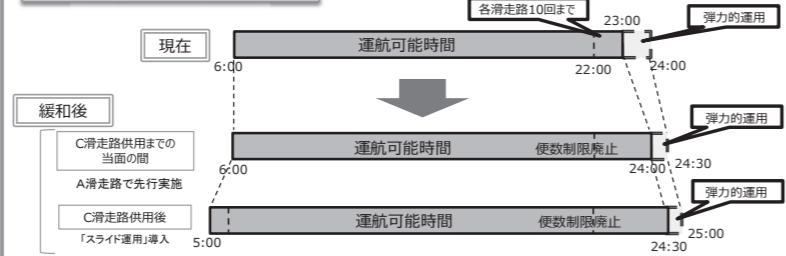 各滑走路10回まで
23:00
弾力的運用
現在
運航可能時間
6:00
22:00
24:00
緩和後
弾力的運用
C滑走路供用までの
当面の間
運航可能時間
便数制限廃止
A滑走路で先行実施
6:00
24:00
24:30
弾力的運用
C滑走路供用後
運航可能時間
便数制限廃止
「スライド運用」導入
5:00
24:30
25:00